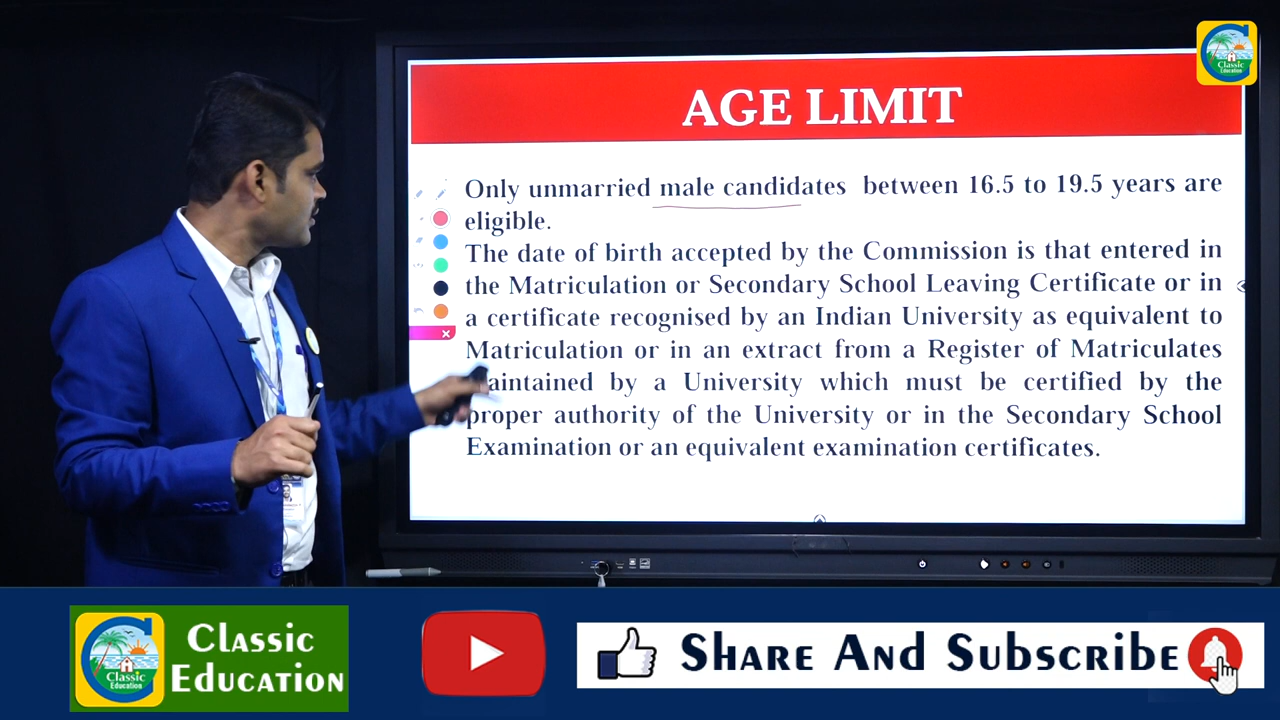 Classic
Education
AGE LIMIT
Only unmarried male candidates between 16.5 to 19.5 years are
eligible.
The date of birth accepted by the Commission is that entered in
the Matriculation or Secondary School Leaving Certificate or in
a certificate recognised by an Indian University as equivalent to
Matriculation or in an extract from a Register of Matriculates
aintained by a University which must be certified by the
proper authority of the University or in the Secondary School
Examination or an equivalent examination certificates.
Classic
Education
Classic
Education
Share And Subscribe